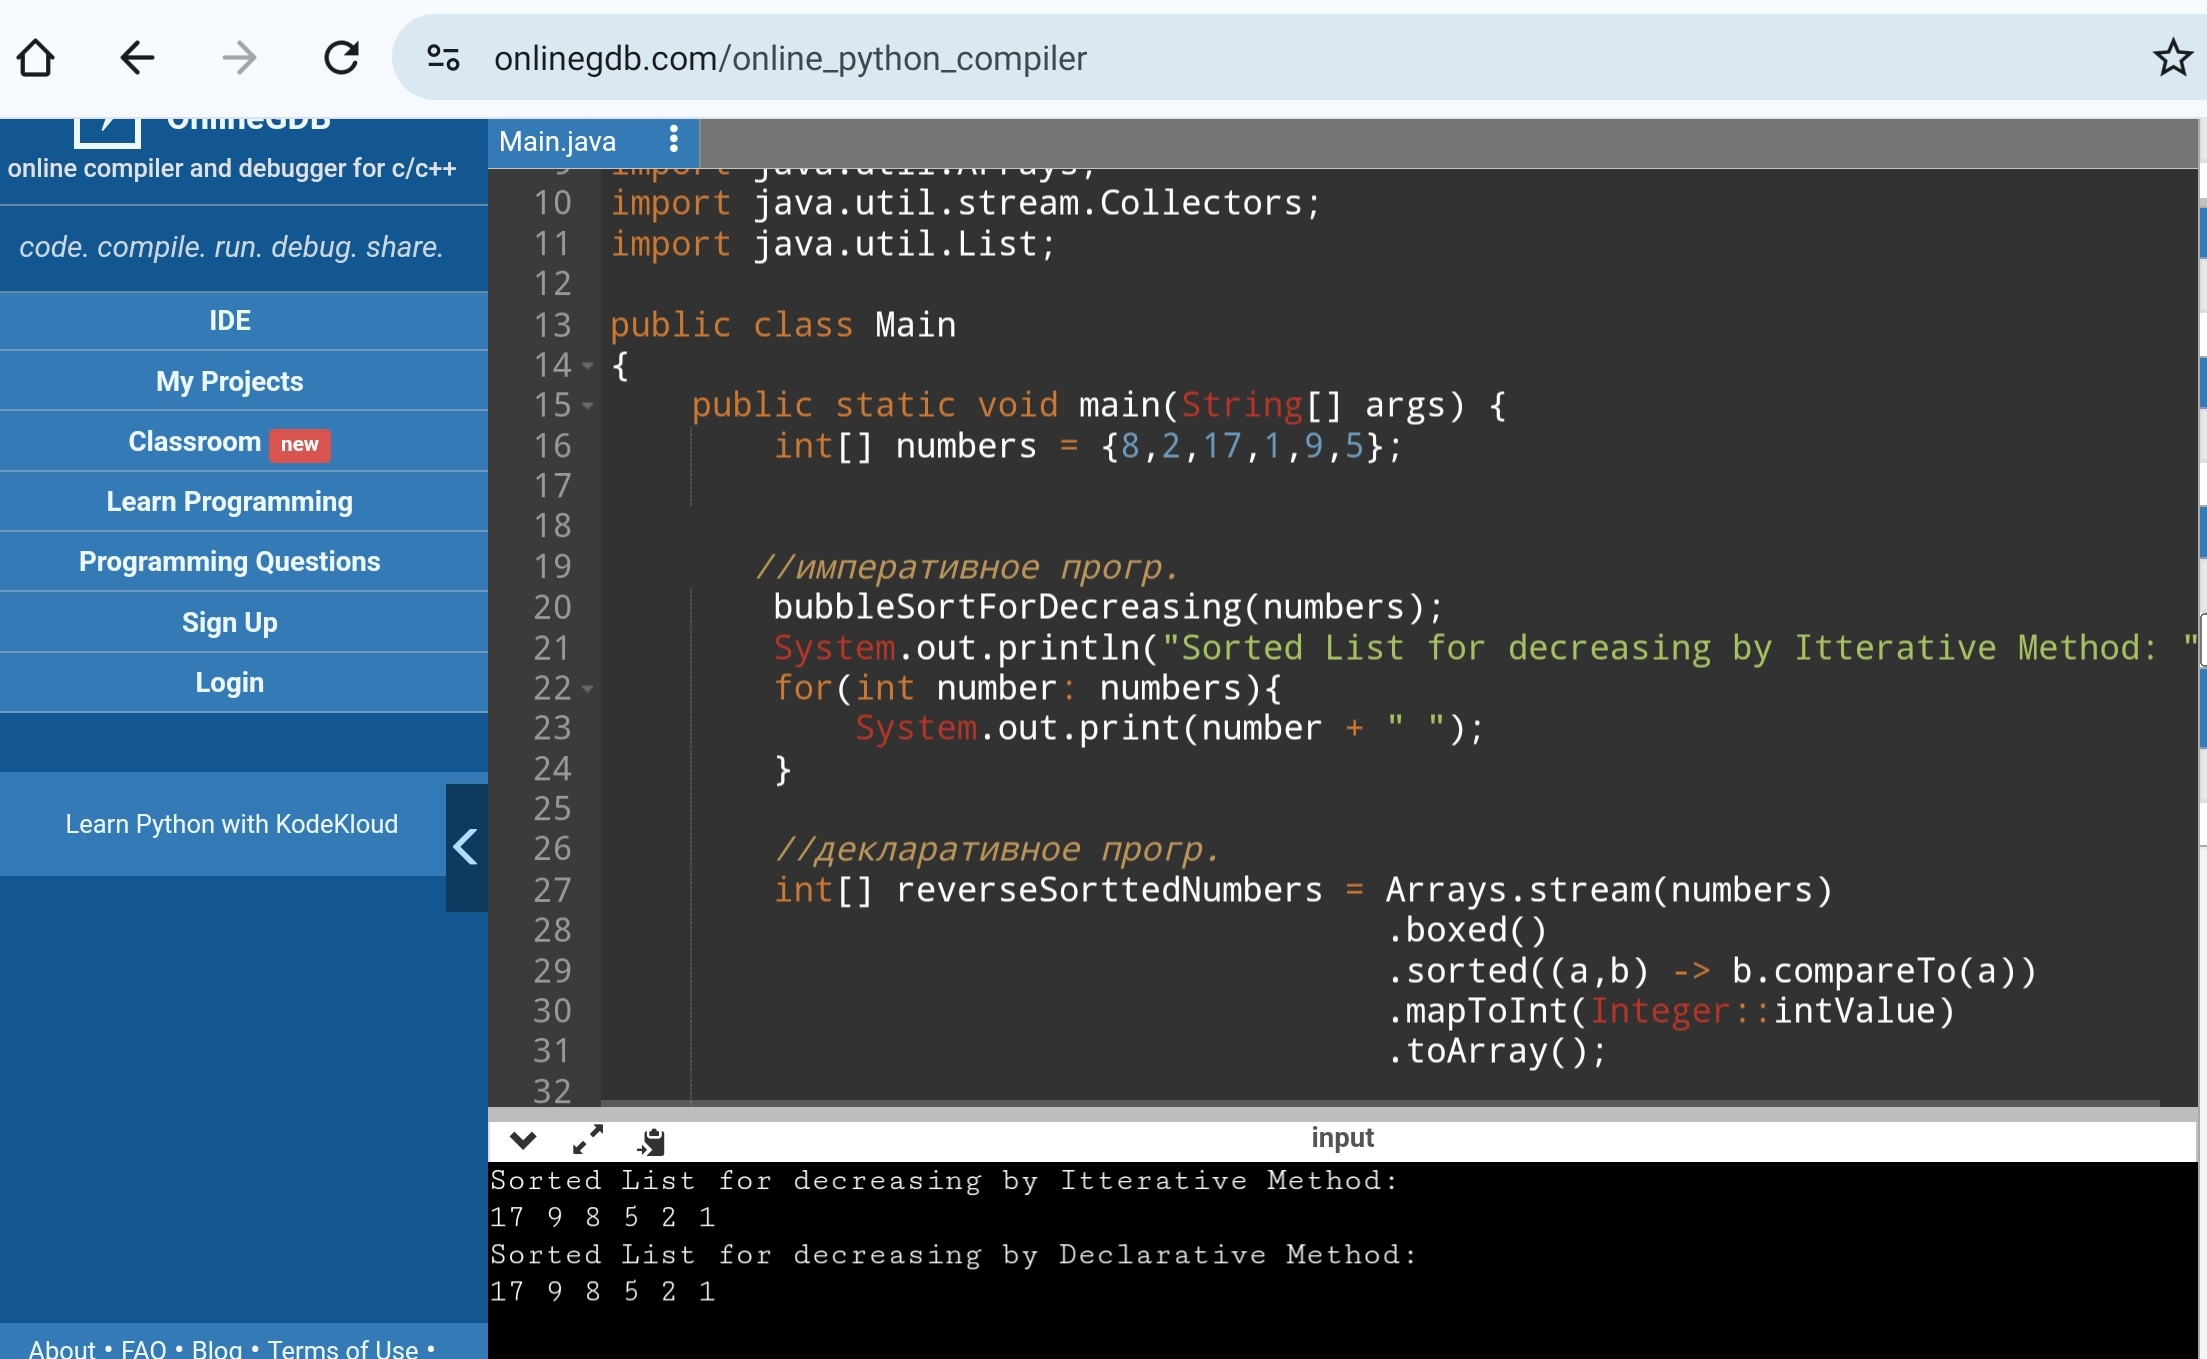 onlinegdb.com/online_python_compiler
OnlineGDB
online compiler and debugger for c/c++
code. compile. run. debug. share.
IDE
My Projects
Classroom new
Learn Programming
Programming Questions
Sign Up
Login
Learn Python with KodeKloud
About • FAQ • Blog • Terms of Use •
Main.java
9 import java.util.Arrays;
10 import java.util.stream.Collectors;
11 import java.util.List;
12
13 public class Main
14 {
15 public static void main(String[] args) {
16 int[] numbers = {8,2,17,1,9,5};
17
18
19 //императивное прогр.
20 bubbleSortForDecreasing(numbers);
21 System.out.println("Sorted List for decreasing by Itterative Method: "
22 for(int number: numbers){
23 System.out.print(number + " ");
24 }
25
26 //декларативное прогр.
27 int[] reverseSorttedNumbers = Arrays.stream(numbers)
28 .boxed()
29 .sorted((a,b) -> b.compareTo(a))
30 .mapToInt(Integer::intValue)
31 .toArray();
32
input
Sorted List for decreasing by Itterative Method:
17 9 8 5 2 1
Sorted List for decreasing by Declarative Method:
17 9 8 5 2 1